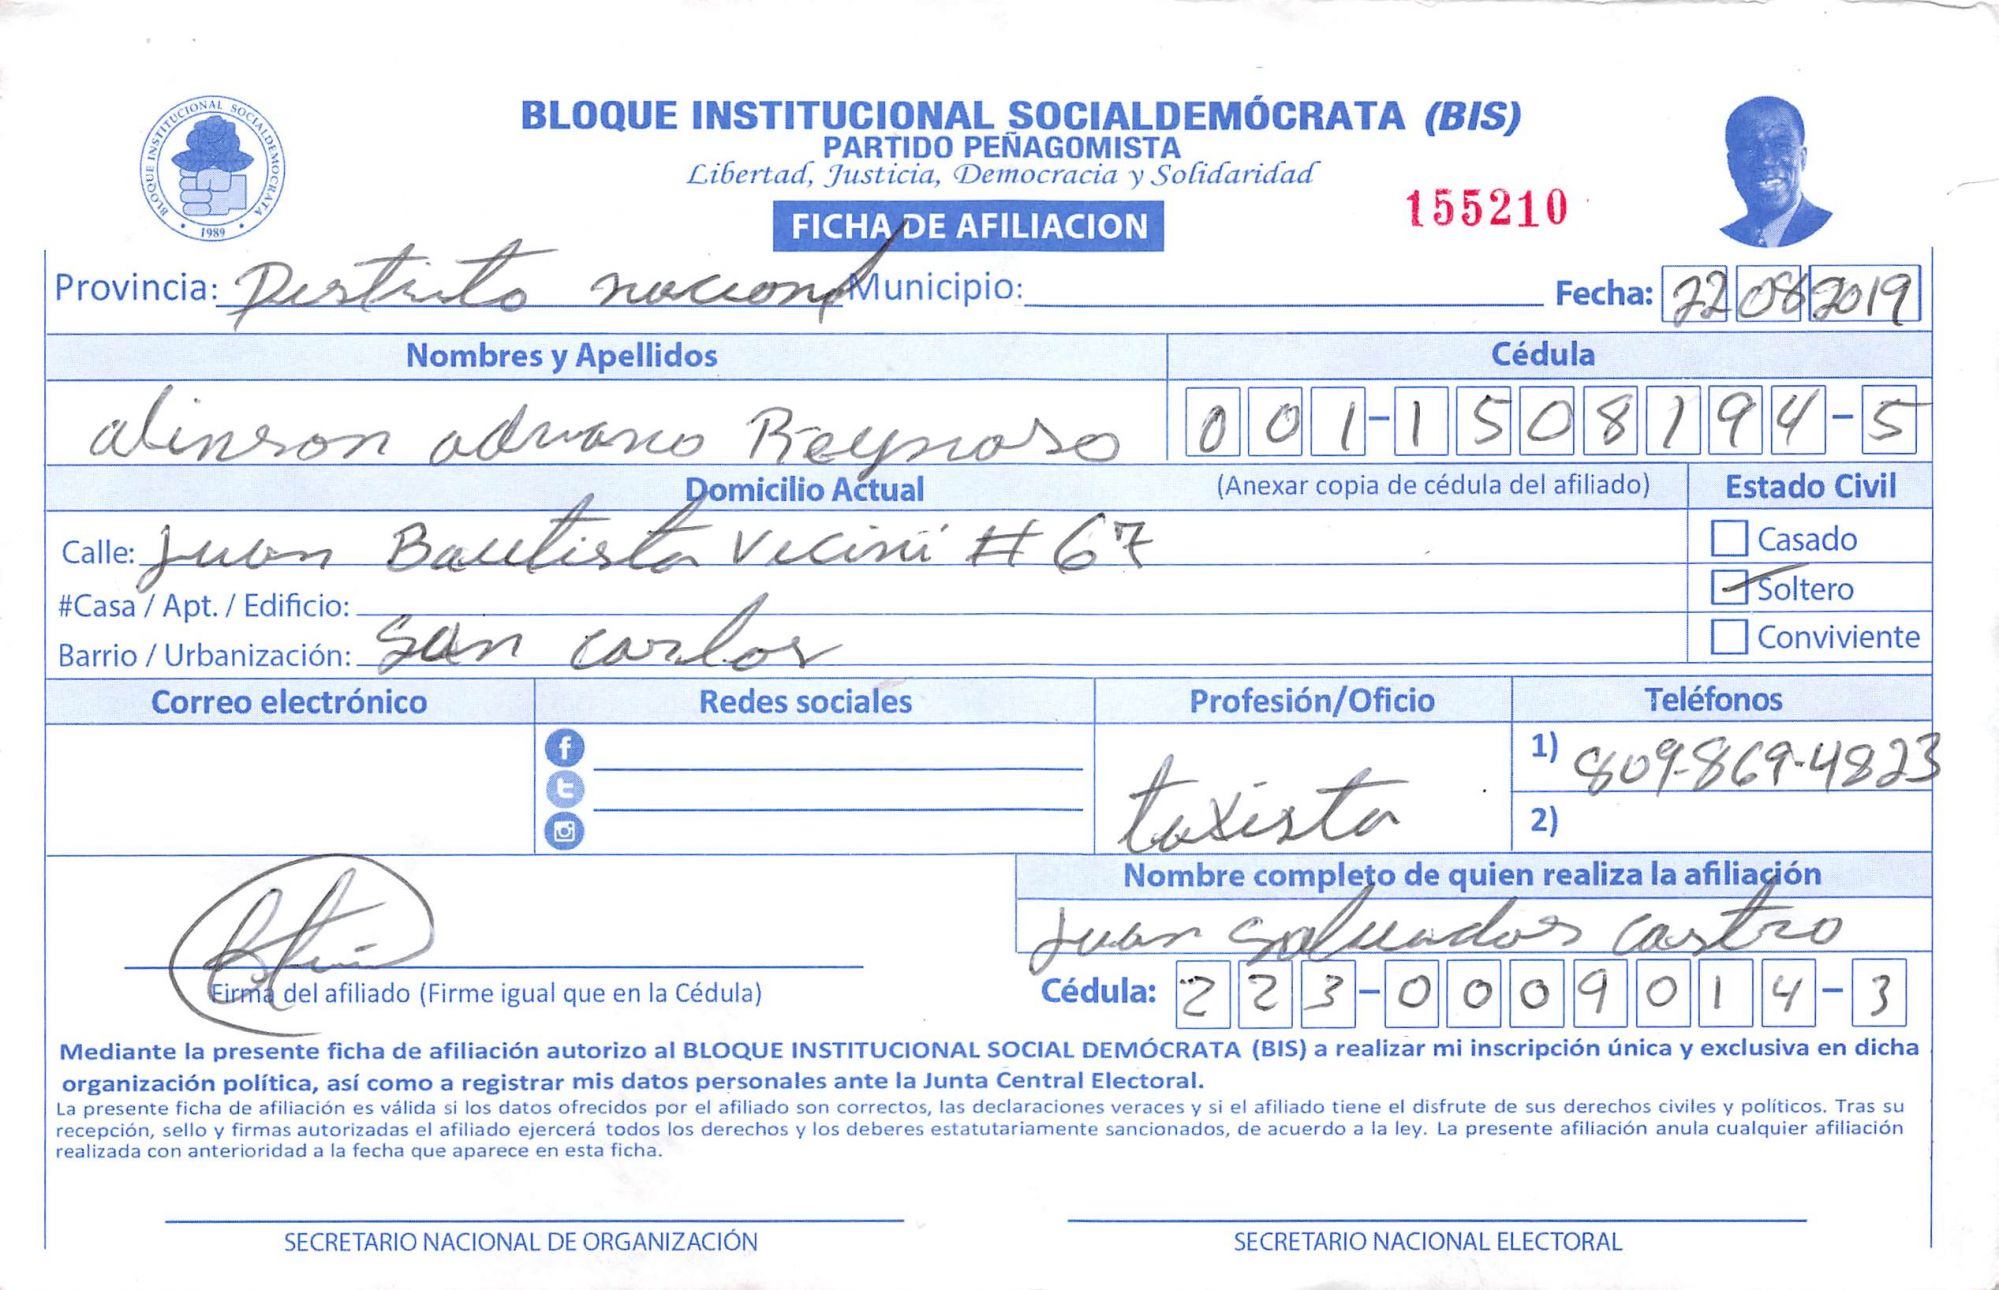 BLOQUE INSTITUCIONAL SOCIALDEMOCRATA
1989
BLOQUE INSTITUCIONAL SOCIALDEMÓCRATA (BIS)
PARTIDO PEÑAGOMISTA
Libertad, Justicia, Democracia y Solidaridad
155210
FICHA DE AFILIACION
Provincia: Distrito nacional Municipio: Fecha: 22 08 2019
Nombres y Apellidos Cédula
alinson adriano Reynoso 001-1508194-5
Domicilio Actual (Anexar copia de cédula del afiliado) Estado Civil
Calle: Juan Bautista Vicini # 67 Casado
#Casa / Apt. / Edificio: Soltero
Barrio / Urbanización: San Carlos Conviviente
Correo electrónico Redes sociales Profesión/Oficio Teléfonos
taxista 1) 809-869-4823
2)
Nombre completo de quien realiza la afiliación
Juan Salvador Castro
Firma del afiliado (Firme igual que en la Cédula) Cédula: 223-0009014-3
Mediante la presente ficha de afiliación autorizo al BLOQUE INSTITUCIONAL SOCIAL DEMÓCRATA (BIS) a realizar mi inscripción única y exclusiva en dicha
organización política, así como a registrar mis datos personales ante la Junta Central Electoral.
La presente ficha de afiliación es válida si los datos ofrecidos por el afiliado son correctos, las declaraciones veraces y si el afiliado tiene el disfrute de sus derechos civiles y políticos. Tras su
recepción, sello y firmas autorizadas el afiliado ejercerá todos los derechos y los deberes estatutariamente sancionados, de acuerdo a la ley. La presente afiliación anula cualquier afiliación
realizada con anterioridad a la fecha que aparece en esta ficha.
SECRETARIO NACIONAL DE ORGANIZACIÓN SECRETARIO NACIONAL ELECTORAL